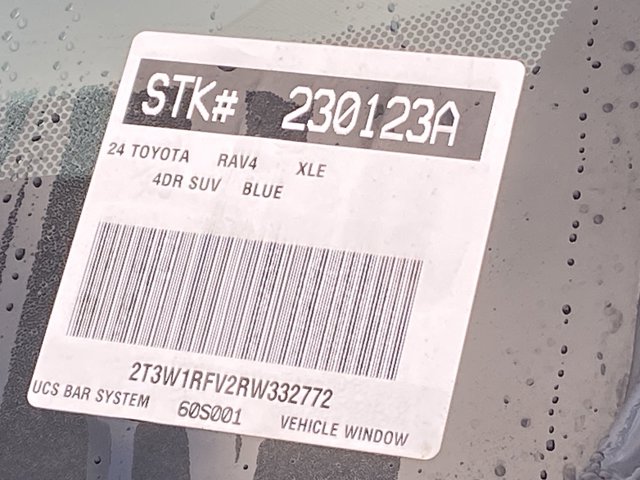 STK# 230123A
24 TOYOTA RAV4 XLE
4DR SUV BLUE
2T3W1RFV2RW332772
UCS BAR SYSTEM 60S001 VEHICLE WINDOW